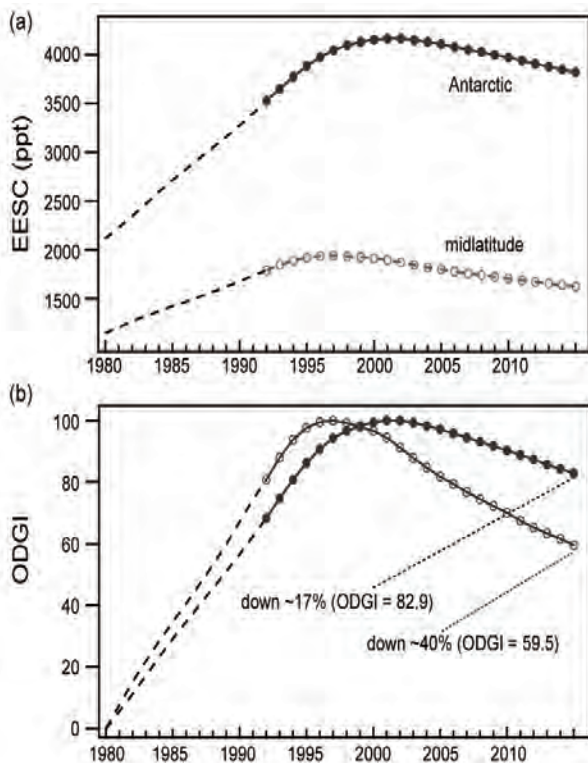 (a)
4000
3500
3000
2500
2000
1500
EESC (ppt)
Antarctic
midlatitude
1980 1985 1990 1995 2000 2005 2010
(b)
100
80
60
40
20
0
ODGI
down ~17% (ODGI = 82.9)
down ~40% (ODGI = 59.5)
1980 1985 1990 1995 2000 2005 2010